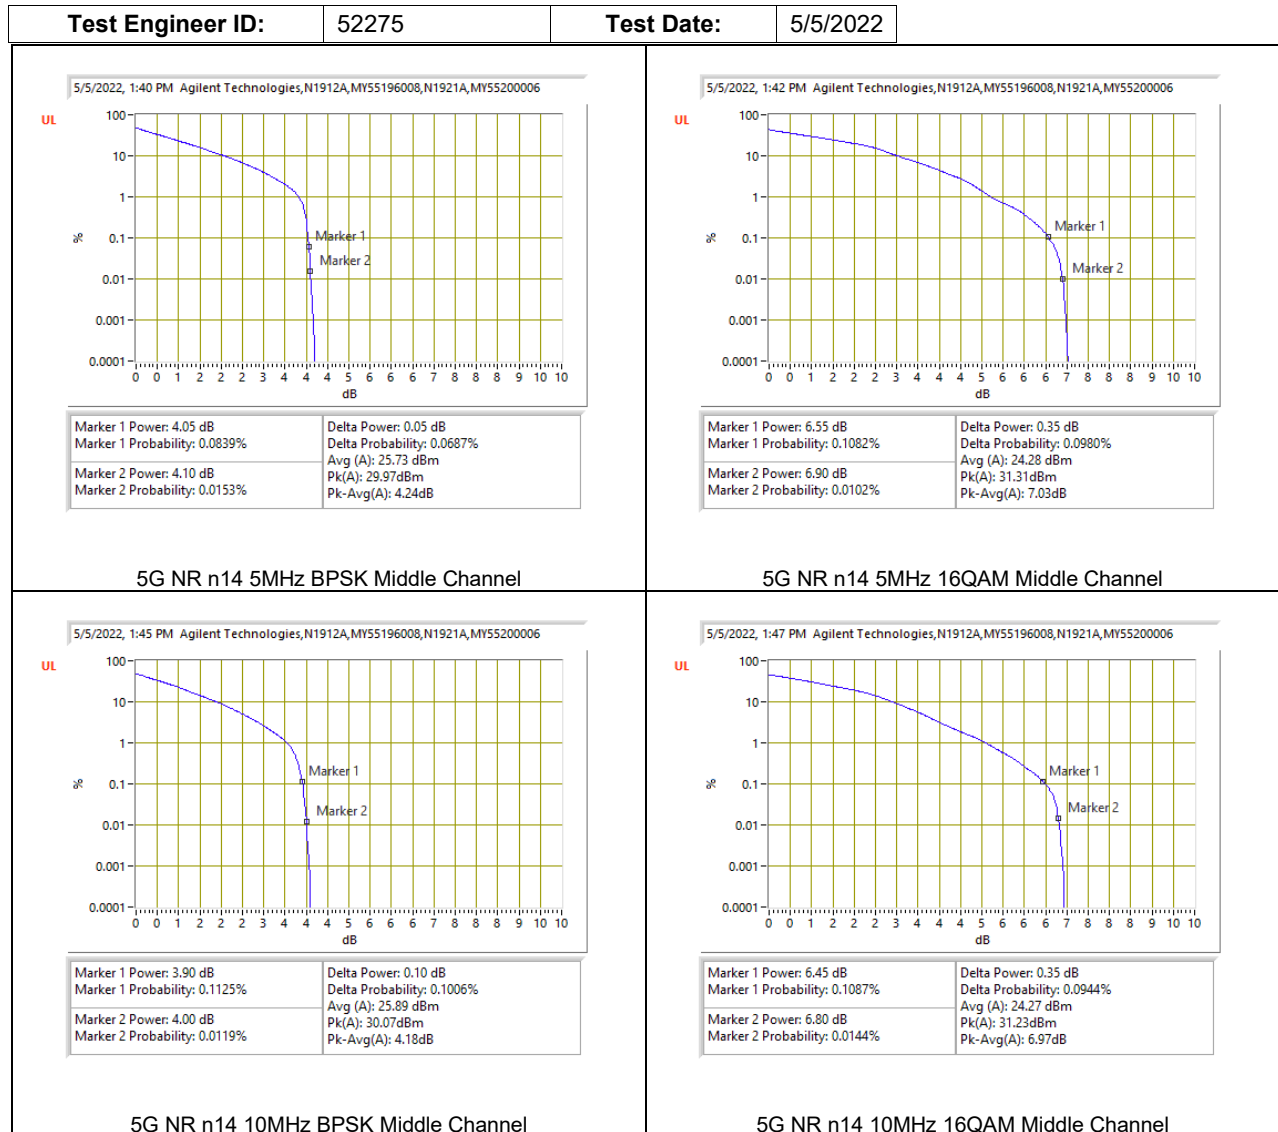 Test Engineer ID: 52275 Test Date: 5/5/2022
5/5/2022, 1:40 PM Agilent Technologies,N1912A,MY55196008,N1921A,MY55200006
UL
100
10
1
0.1
0.01
0.001
0.0001
%
Marker 1
Marker 2
0 0 1 2 2 2 3 3 4 4 5 5 6 6 7 7 8 8 9 10 10
dB
Marker 1 Power: 4.05 dB
Marker 1 Probability: 0.0839%
Marker 2 Power: 4.10 dB
Marker 2 Probability: 0.0153%
Delta Power: 0.05 dB
Delta Probability: 0.0687%
Avg (A): 25.73 dBm
Pk(A): 29.97dBm
Pk-Avg(A): 4.24dB
5G NR n14 5MHz BPSK Middle Channel
5/5/2022, 1:42 PM Agilent Technologies,N1912A,MY55196008,N1921A,MY55200006
UL
100
10
1
0.1
0.01
0.001
0.0001
%
Marker 1
Marker 2
0 0 1 2 2 3 4 4 4 5 6 6 6 7 7 8 8 9 10 10
dB
Marker 1 Power: 6.55 dB
Marker 1 Probability: 0.1082%
Marker 2 Power: 6.90 dB
Marker 2 Probability: 0.0102%
Delta Power: 0.35 dB
Delta Probability: 0.0980%
Avg (A): 24.28 dBm
Pk(A): 31.31dBm
Pk-Avg(A): 7.03dB
5G NR n14 5MHz 16QAM Middle Channel
5/5/2022, 1:45 PM Agilent Technologies,N1912A,MY55196008,N1921A,MY55200006
UL
100
10
1
0.1
0.01
0.001
0.0001
%
Marker 1
Marker 2
0 0 1 2 2 2 3 3 4 4 5 5 6 6 7 7 8 8 9 10 10
dB
Marker 1 Power: 3.90 dB
Marker 1 Probability: 0.1125%
Marker 2 Power: 4.00 dB
Marker 2 Probability: 0.0119%
Delta Power: 0.10 dB
Delta Probability: 0.1006%
Avg (A): 25.89 dBm
Pk(A): 30.07dBm
Pk-Avg(A): 4.18dB
5G NR n14 10MHz BPSK Middle Channel
5/5/2022, 1:47 PM Agilent Technologies,N1912A,MY55196008,N1921A,MY55200006
UL
100
10
1
0.1
0.01
0.001
0.0001
%
Marker 1
Marker 2
0 0 1 2 2 2 3 4 4 4 5 6 6 6 7 7 8 8 9 10 10
dB
Marker 1 Power: 6.45 dB
Marker 1 Probability: 0.1087%
Marker 2 Power: 6.80 dB
Marker 2 Probability: 0.0144%
Delta Power: 0.35 dB
Delta Probability: 0.0944%
Avg (A): 24.27 dBm
Pk(A): 31.23dBm
Pk-Avg(A): 6.97dB
5G NR n14 10MHz 16QAM Middle Channel